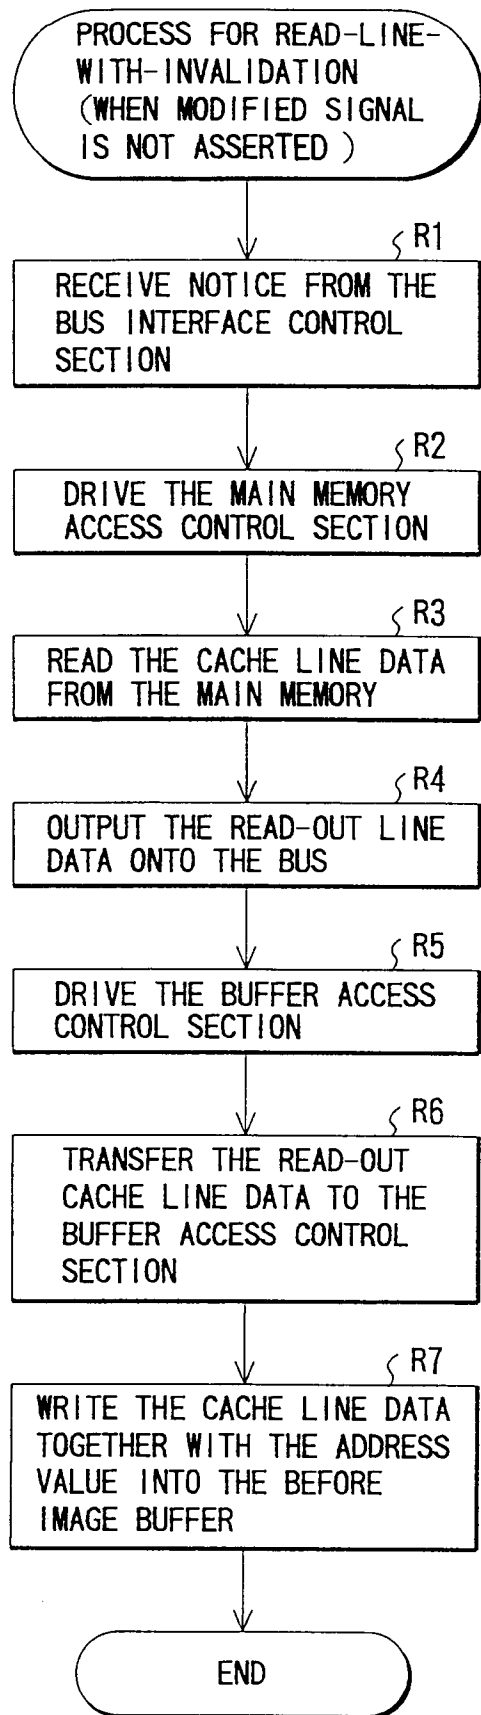 PROCESS FOR READ-LINE-
WITH-INVALIDATION
(WHEN MODIFIED SIGNAL
IS NOT ASSERTED )
R1
RECEIVE NOTICE FROM THE
BUS INTERFACE CONTROL
SECTION
R2
DRIVE THE MAIN MEMORY
ACCESS CONTROL SECTION
R3
READ THE CACHE LINE DATA
FROM THE MAIN MEMORY
R4
OUTPUT THE READ-OUT LINE
DATA ONTO THE BUS
R5
DRIVE THE BUFFER ACCESS
CONTROL SECTION
R6
TRANSFER THE READ-OUT
CACHE LINE DATA TO THE
BUFFER ACCESS CONTROL
SECTION
R7
WRITE THE CACHE LINE DATA
TOGETHER WITH THE ADDRESS
VALUE INTO THE BEFORE
IMAGE BUFFER
END